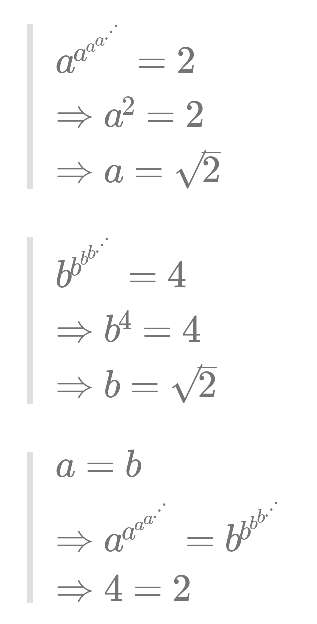 a^{a^{a^{a^{⋰}}}} = 2
⇒ a^2 = 2
⇒ a = √2
b^{b^{b^{b^{⋰}}}} = 4
⇒ b^4 = 4
⇒ b = √2
a = b
⇒ a^{a^{a^{a^{⋰}}}} = b^{b^{b^{b^{⋰}}}}
⇒ 4 = 2